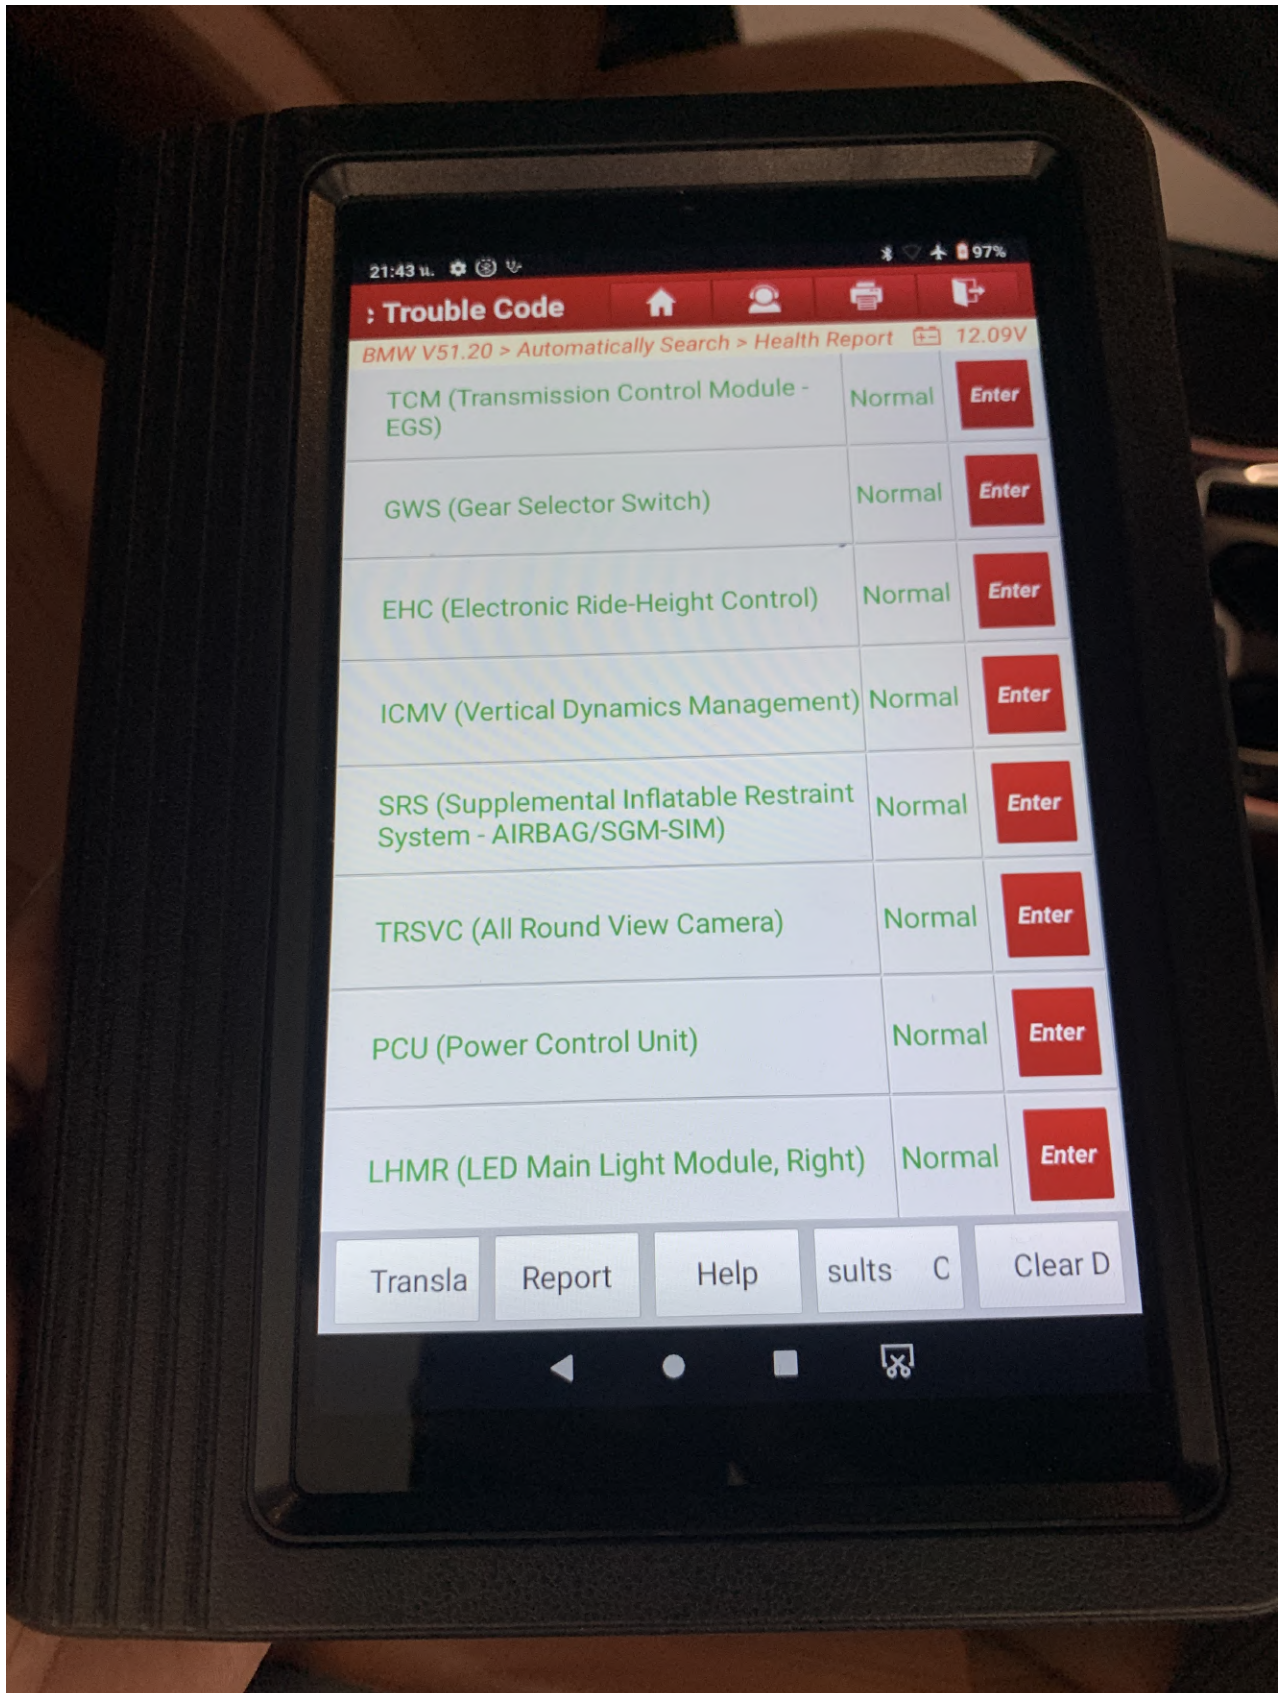 21:43 น.
97%
: Trouble Code
BMW V51.20 > Automatically Search > Health Report 12.09V
TCM (Transmission Control Module -
EGS)
Normal
Enter
GWS (Gear Selector Switch)
Normal
Enter
EHC (Electronic Ride-Height Control)
Normal
Enter
ICMV (Vertical Dynamics Management)
Normal
Enter
SRS (Supplemental Inflatable Restraint
System - AIRBAG/SGM-SIM)
Normal
Enter
TRSVC (All Round View Camera)
Normal
Enter
PCU (Power Control Unit)
Normal
Enter
LHMR (LED Main Light Module, Right)
Normal
Enter
Transla
Report
Help
sults C
Clear D